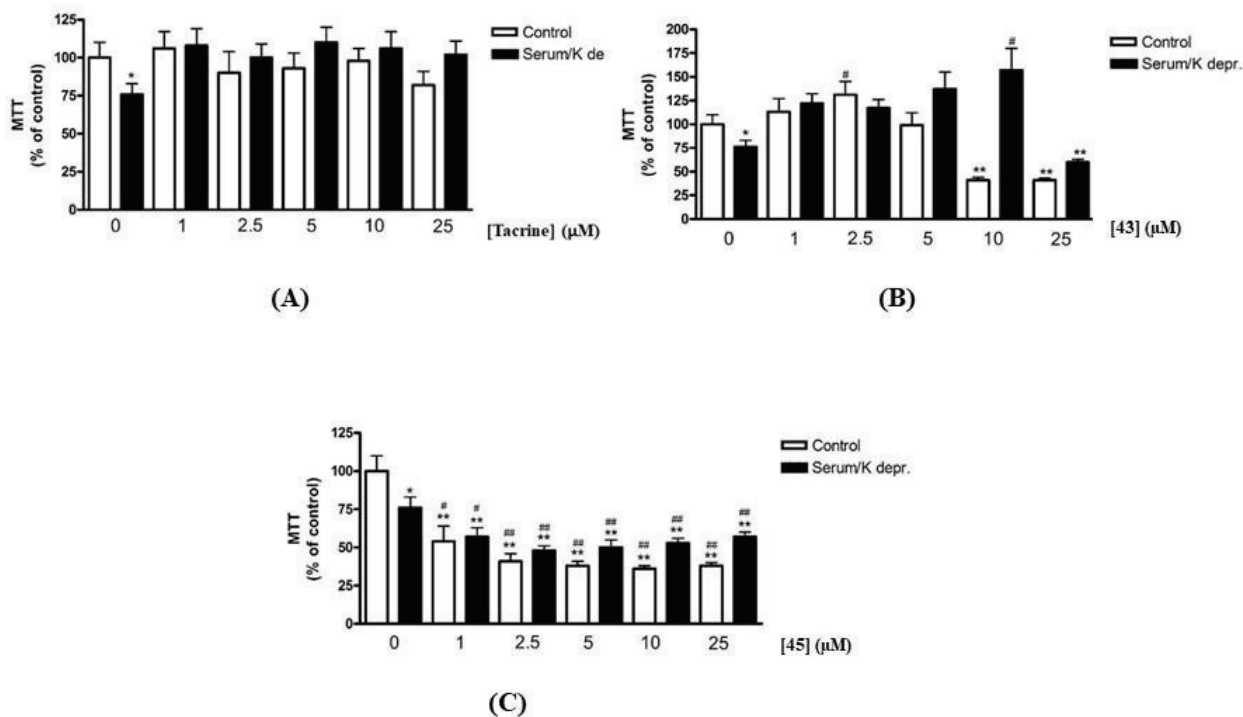 125
100
75
50
25
0
MTT
(% of control)
*
Control
Serum/K de
0 1 2.5 5 10 25
[Tacrine] (µM)
(A)
200
175
150
125
100
75
50
25
0
MTT
(% of control)
* # ** # ** **
Control
Serum/K depr.
0 1 2.5 5 10 25
[43] (µM)
(B)
125
100
75
50
25
0
MTT
(% of control)
*
# # ## ## ## ## ## ## ## ##
** ** ** ** ** ** ** ** ** **
Control
Serum/K depr.
0 1 2.5 5 10 25
[45] (µM)
(C)